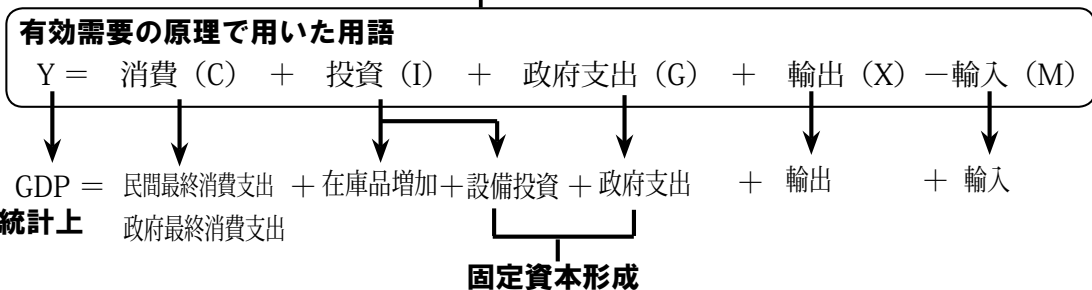 有効需要の原理で用いた用語
Y = 消費(C) + 投資(I) + 政府支出(G) + 輸出(X) −輸入(M)
GDP = 民間最終消費支出 + 在庫品増加+設備投資 + 政府支出 + 輸出 + 輸入
統計上 政府最終消費支出
固定資本形成